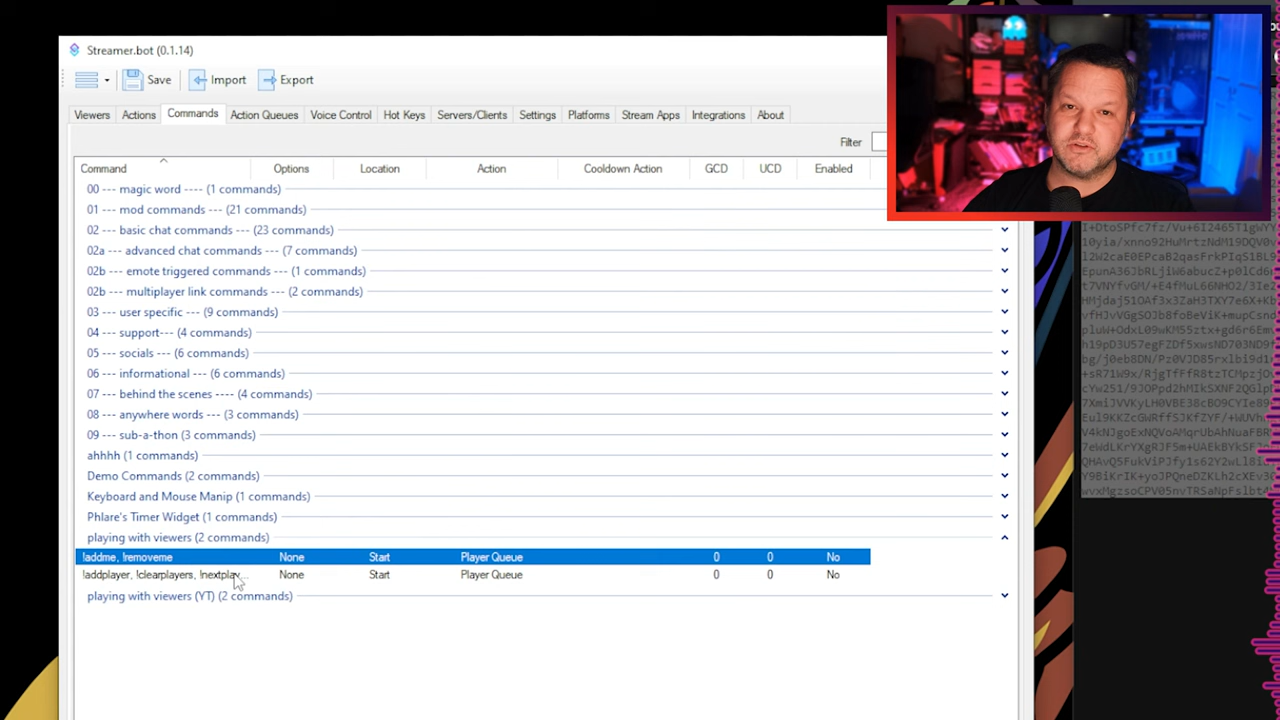 Streamer.bot (0.1.14)
Save Import Export
Viewers Actions Commands Action Queues Voice Control Hot Keys Servers/Clients Settings Platforms Stream Apps Integrations About
Filter
Command Options Location Action Cooldown Action GCD UCD Enabled
00 --- magic word ---- (1 commands)
01 --- mod commands --- (21 commands)
02 --- basic chat commands --- (23 commands)
02a --- advanced chat commands --- (7 commands)
02b --- emote triggered commands --- (1 commands)
02b --- multiplayer link commands --- (2 commands)
03 --- user specific --- (9 commands)
04 --- support--- (4 commands)
05 --- socials --- (6 commands)
06 --- informational --- (6 commands)
07 --- behind the scenes ---- (4 commands)
08 --- anywhere words ---- (3 commands)
09 --- sub-a-thon (3 commands)
ahhhh (1 commands)
Demo Commands (2 commands)
Keyboard and Mouse Manip (1 commands)
Phlare's Timer Widget (1 commands)
playing with viewers (2 commands)
!addme, !removeme None Start Player Queue 0 0 No
!addplayer, !clearplayers, !nextplay... None Start Player Queue 0 0 No
playing with viewers (YT) (2 commands)